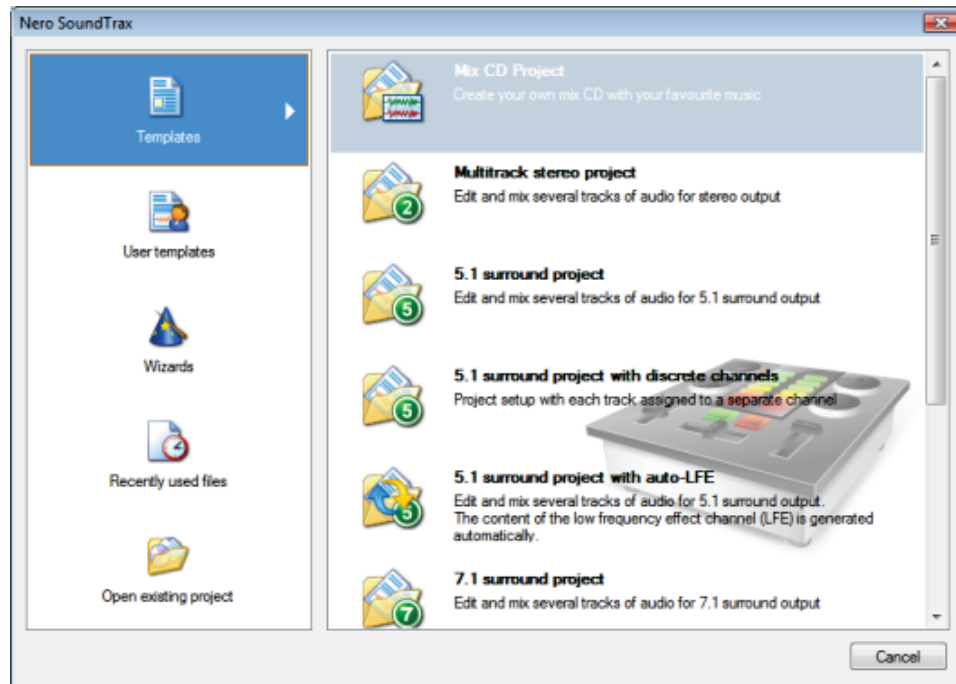 Nero SoundTrax
Templates
User templates
Wizards
Recently used files
Open existing project
Mix CD Project
Create your own mix CD with your favourite music
2
Multitrack stereo project
Edit and mix several tracks of audio for stereo output
5
5.1 surround project
Edit and mix several tracks of audio for 5.1 surround output
5
5.1 surround project with discrete channels
Project setup with each track assigned to a separate channel
5
5.1 surround project with auto-LFE
Edit and mix several tracks of audio for 5.1 surround output.
The content of the low frequency effect channel (LFE) is generated
automatically.
7
7.1 surround project
Edit and mix several tracks of audio for 7.1 surround output
Cancel